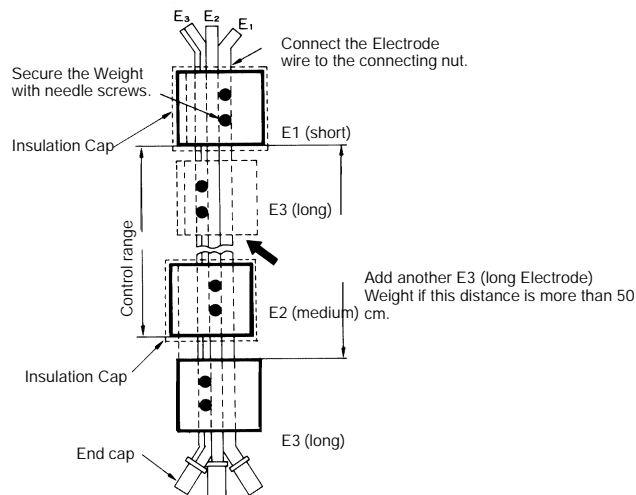 E3 E2 E1
Connect the Electrode
wire to the connecting nut.
Secure the Weight
with needle screws.
E1 (short)
Insulation Cap
E3 (long)
Control range
Add another E3 (long Electrode)
Weight if this distance is more than 50
cm.
E2 (medium)
Insulation Cap
E3 (long)
End cap